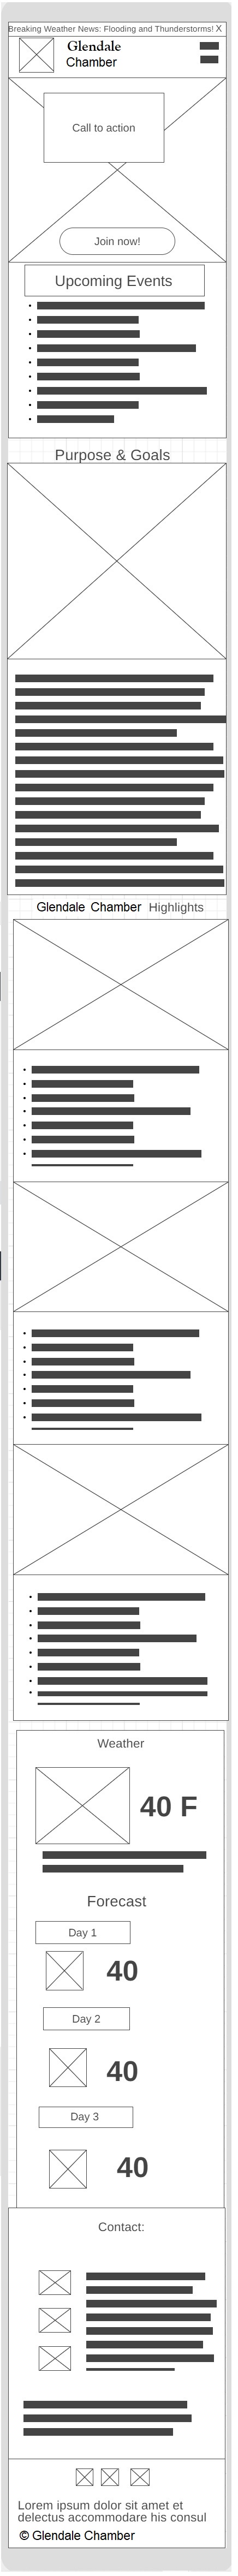 Breaking Weather News: Flooding and Thunderstorms! X
Glendale
Chamber
Call to action
Join now!
Upcoming Events
Purpose & Goals
Glendale Chamber Highlights
Weather
40 F
Forecast
Day 1
40
Day 2
40
Day 3
40
Contact:
Lorem ipsum dolor sit amet et
delectus accommodare his consul
© Glendale Chamber